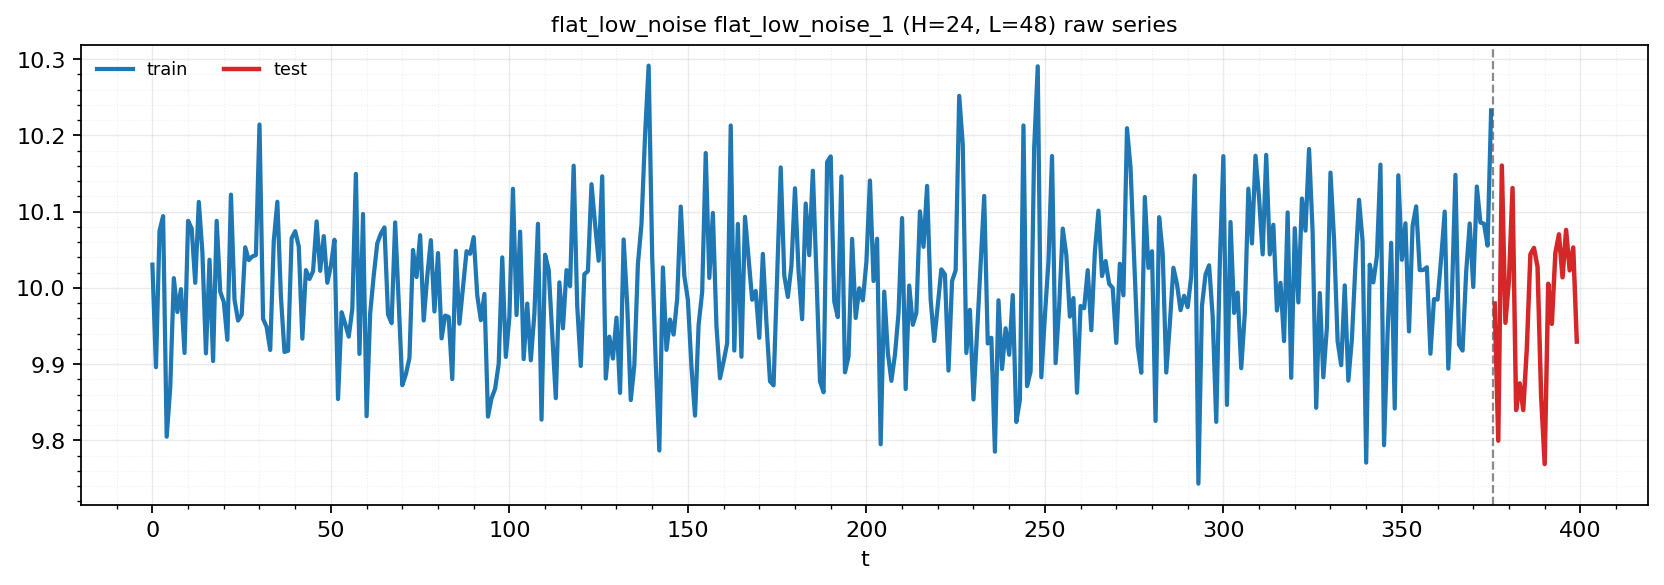 flat_low_noise flat_low_noise_1 (H=24, L=48) raw series
train test
10.3
10.2
10.1
10.0
9.9
9.8
0 50 100 150 200 250 300 350 400
t